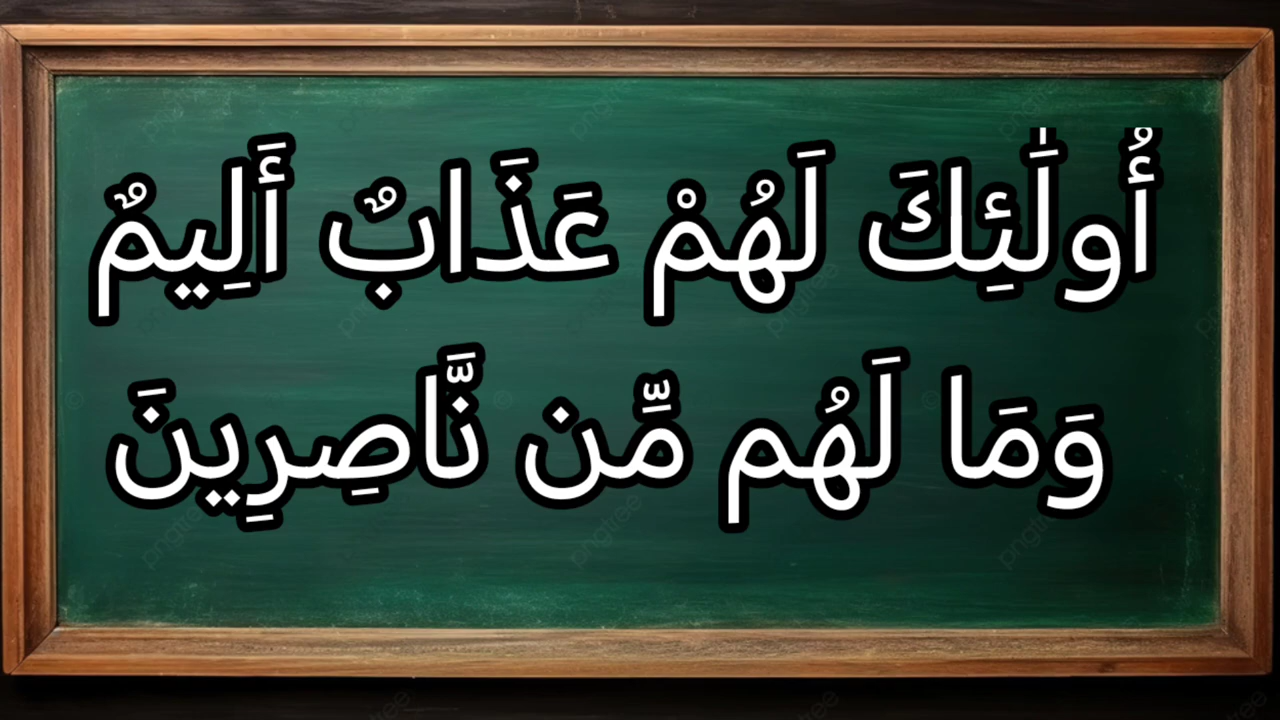 أُولَٰئِكَ لَهُمْ عَذَابٌ أَلِيمٌ
وَمَا لَهُم مِّن نَّاصِرِينَ